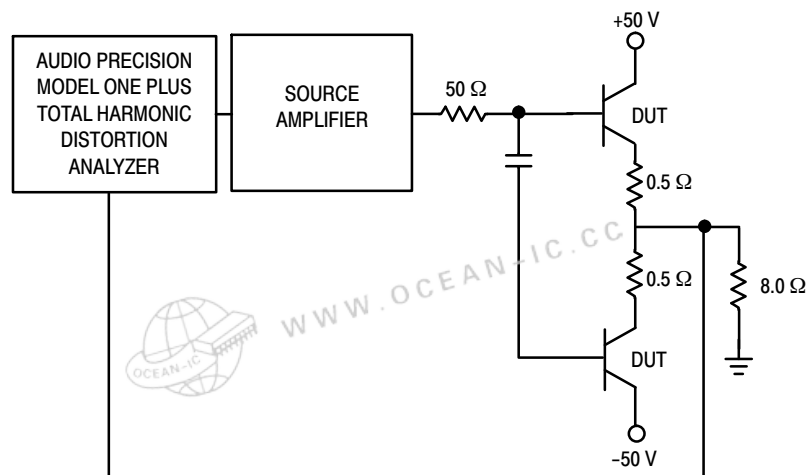 +50 V
AUDIO PRECISION
MODEL ONE PLUS
TOTAL HARMONIC
DISTORTION
ANALYZER
SOURCE
AMPLIFIER
50 Ω
DUT
0.5 Ω
0.5 Ω
8.0 Ω
DUT
-50 V
WWW.OCEAN-IC.CC
OCEAN-IC